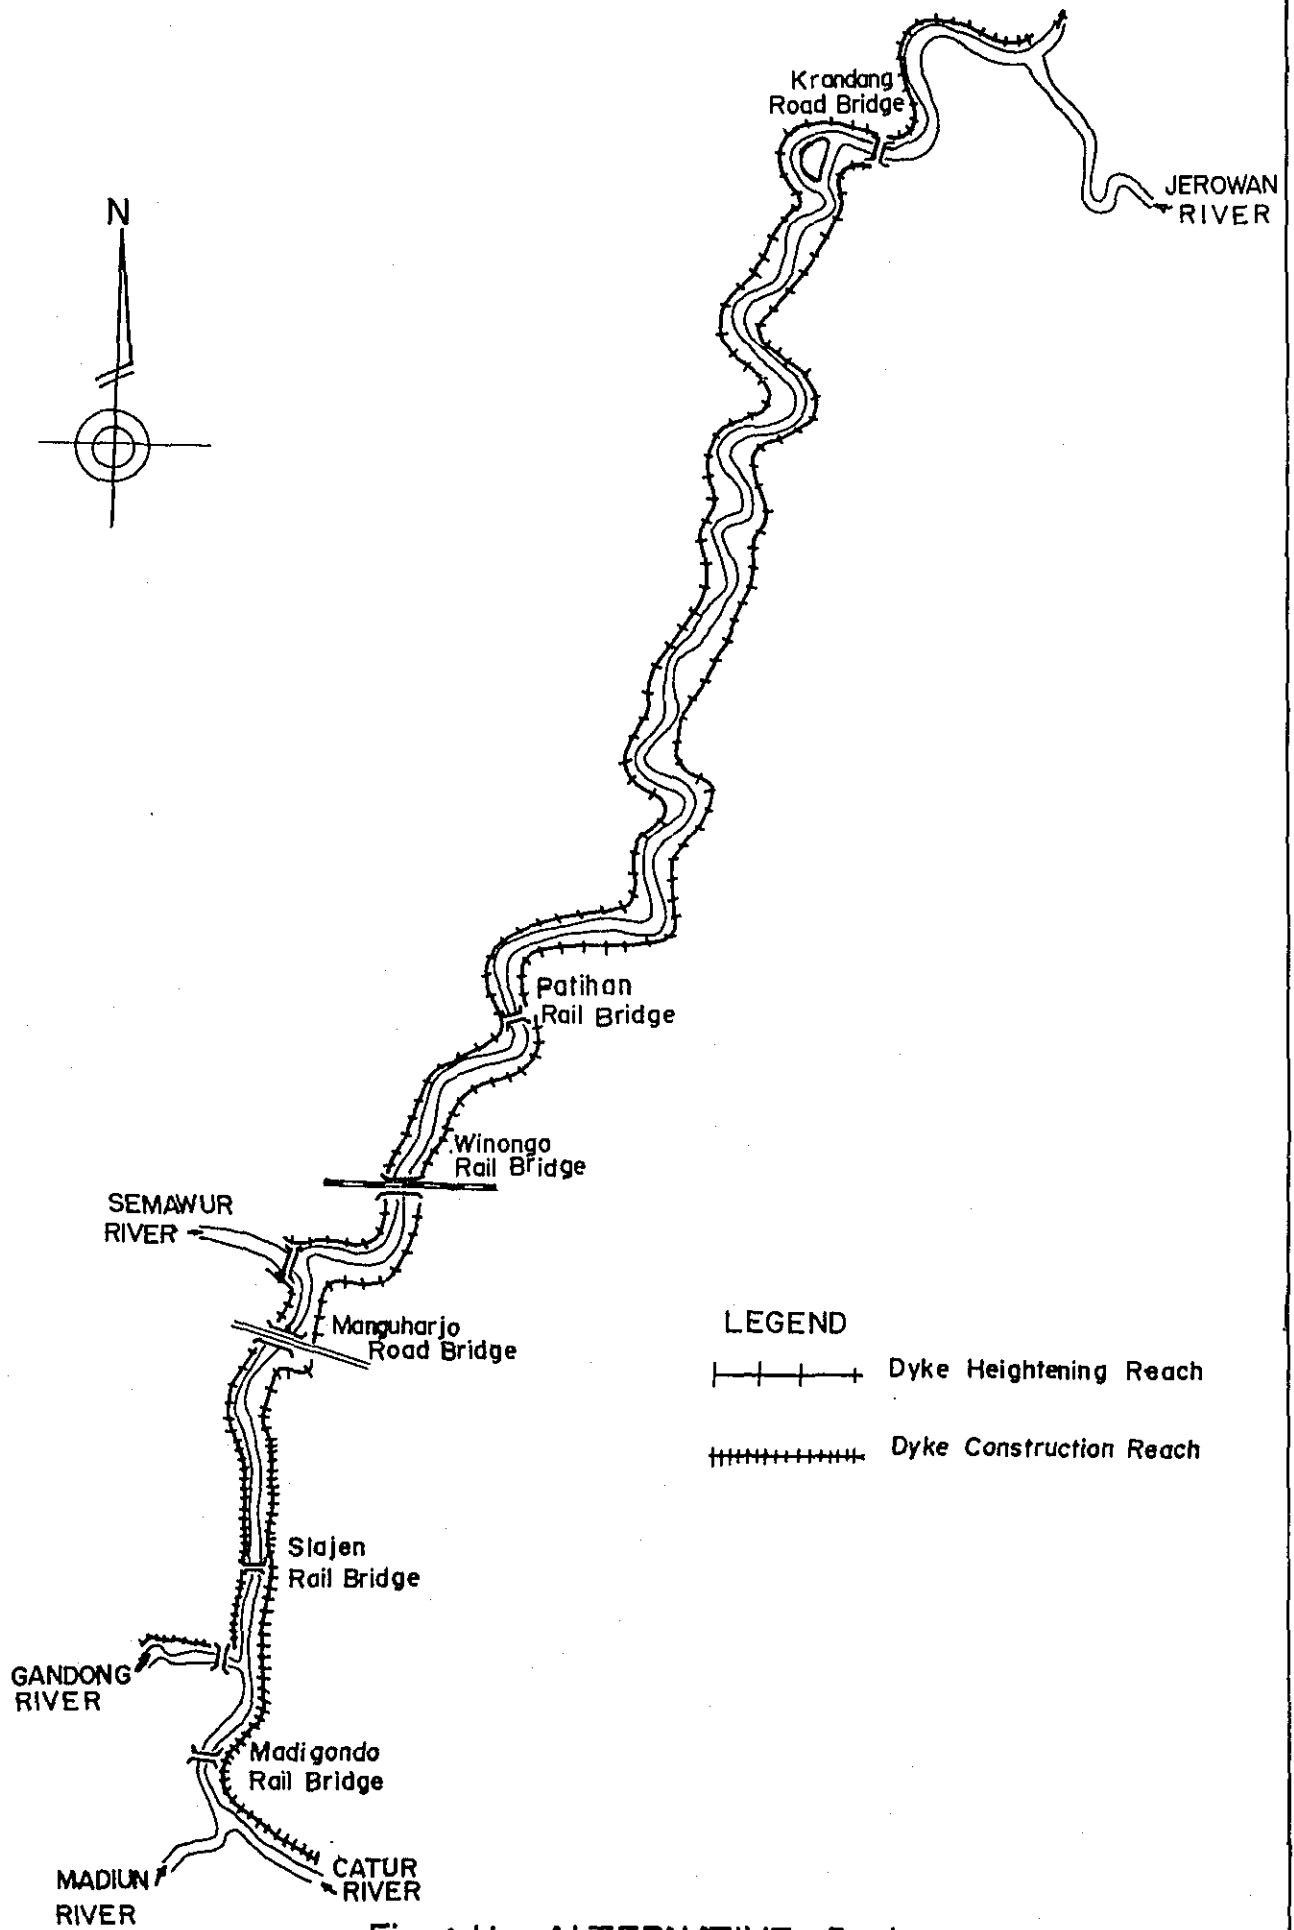 Krandang
Road Bridge
JEROWAN
RIVER
N
Patihan
Rail Bridge
Winongo
Rail Bridge
SEMAWUR
RIVER
Manguharjo
Road Bridge
LEGEND
Dyke Heightening Reach
Dyke Construction Reach
Slajen
Rail Bridge
GANDONG
RIVER
Madigondo
Rail Bridge
CATUR
RIVER
MADIUN
RIVER
ALTERNATIVE